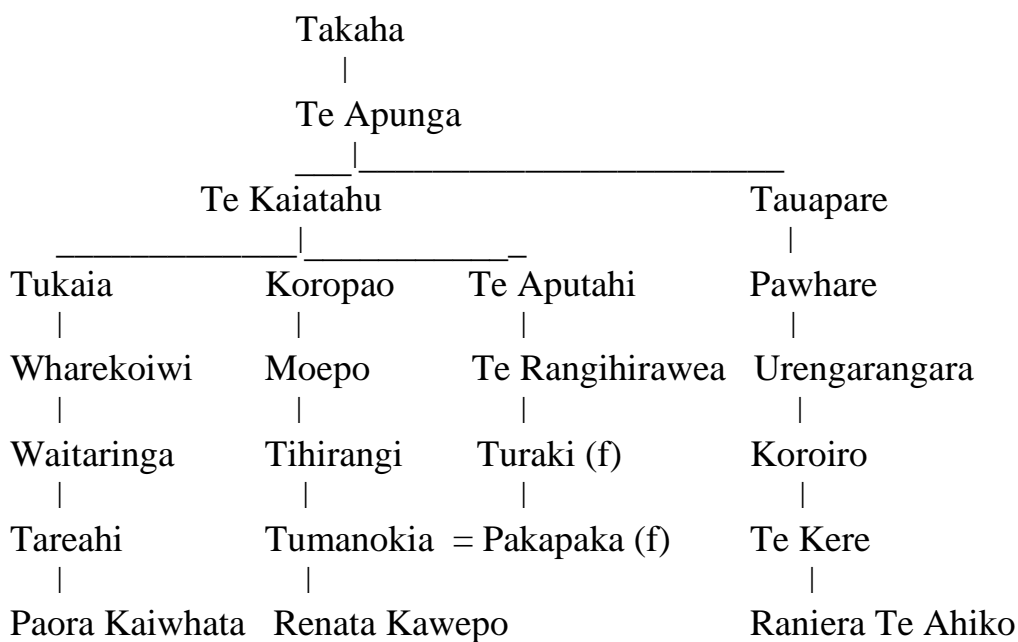 Takaha
Te Apunga
Te Kaiatahu Tauapare
Tukaia Koropao Te Aputahi Pawhare
Wharekoiwi Moepo Te Rangihirawea Urengarangara
Waitaringa Tihirangi Turaki (f) Koroiro
Tareahi Tumanokia = Pakapaka (f) Te Kere
Paora Kaiwhata Renata Kawepo Raniera Te Ahiko